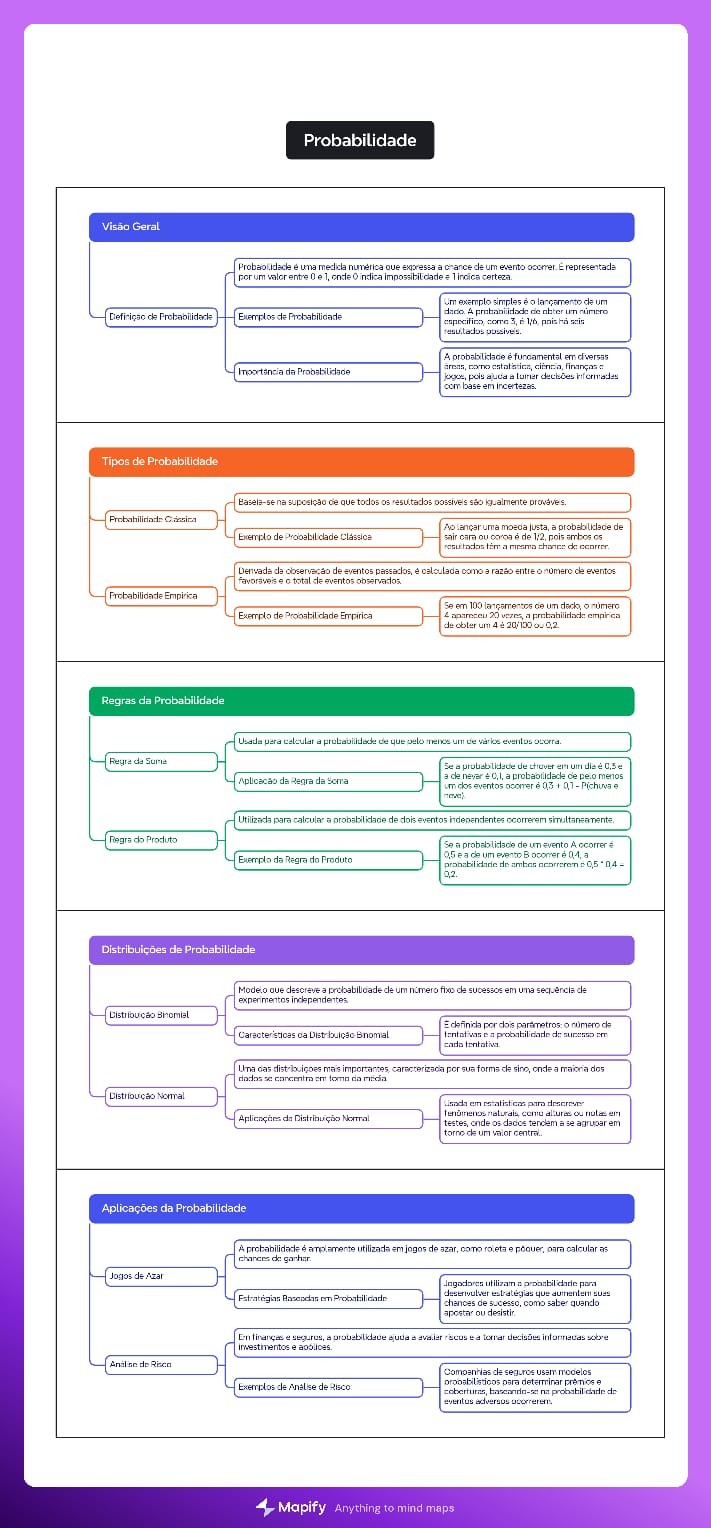 Probabilidade
Visão Geral
Definição de Probabilidade
Probabilidade é uma medida numérica que expressa a chance de um evento ocorrer. É representada
por um valor entre 0 e 1, onde 0 indica impossibilidade e 1 indica certeza.
Exemplos de Probabilidade
Um exemplo simples é o lançamento de um
dado. A probabilidade de obter um número
específico, como 3, é 1/6, pois há seis
resultados possíveis.
Importância da Probabilidade
A probabilidade é fundamental em diversas
áreas, como estatística, ciência, finanças e
jogos, pois ajuda a tomar decisões informadas
com base em incertezas.
Tipos de Probabilidade
Probabilidade Clássica
Baseia-se na suposição de que todos os resultados possíveis são igualmente prováveis.
Exemplo de Probabilidade Clássica
Ao lançar uma moeda justa, a probabilidade de
sair cara ou coroa é de 1/2, pois ambos os
resultados têm a mesma chance de ocorrer.
Probabilidade Empírica
Derivada da observação de eventos passados, é calculada como a razão entre o número de eventos
favoráveis e o total de eventos observados.
Exemplo de Probabilidade Empírica
Se em 100 lançamentos de um dado, o número
4 apareceu 20 vezes, a probabilidade empírica
de obter um 4 é 20/100 ou 0,2.
Regras da Probabilidade
Regra da Soma
Usada para calcular a probabilidade de que pelo menos um de vários eventos ocorra.
Aplicação da Regra da Soma
Se a probabilidade de chover em um dia é 0,3 e
a de nevar é 0,1, a probabilidade de pelo menos
um dos eventos ocorrer é 0,3 + 0,1 - P(chuva e
neve).
Regra do Produto
Utilizada para calcular a probabilidade de dois eventos independentes ocorrerem simultaneamente.
Exemplo da Regra do Produto
Se a probabilidade de um evento A ocorrer é
0,5 e a de um evento B ocorrer é 0,4, a
probabilidade de ambos ocorrerem é 0,5 * 0,4 =
0,2.
Distribuições de Probabilidade
Distribuição Binomial
Modelo que descreve a probabilidade de um número fixo de sucessos em uma sequência de
experimentos independentes.
Características da Distribuição Binomial
É definida por dois parâmetros: o número de
tentativas e a probabilidade de sucesso em
cada tentativa.
Distribuição Normal
Uma das distribuições mais importantes, caracterizada por sua forma de sino, onde a maioria dos
dados se concentra em torno da média.
Aplicações da Distribuição Normal
Usada em estatísticas para descrever
fenômenos naturais, como alturas ou notas em
testes, onde os dados tendem a se agrupar em
torno de um valor central.
Aplicações da Probabilidade
Jogos de Azar
A probabilidade é amplamente utilizada em jogos de azar, como roleta e pôquer, para calcular as
chances de ganhar.
Estratégias Baseadas em Probabilidade
Jogadores utilizam a probabilidade para
desenvolver estratégias que aumentem suas
chances de sucesso, como saber quando
apostar ou desistir.
Análise de Risco
Em finanças e seguros, a probabilidade ajuda a avaliar riscos e a tomar decisões informadas sobre
investimentos e apólices.
Exemplos de Análise de Risco
Companhias de seguros usam modelos
probabilísticos para determinar prêmios e
coberturas, baseando-se na probabilidade de
eventos adversos ocorrerem.
Mapify Anything to mind maps